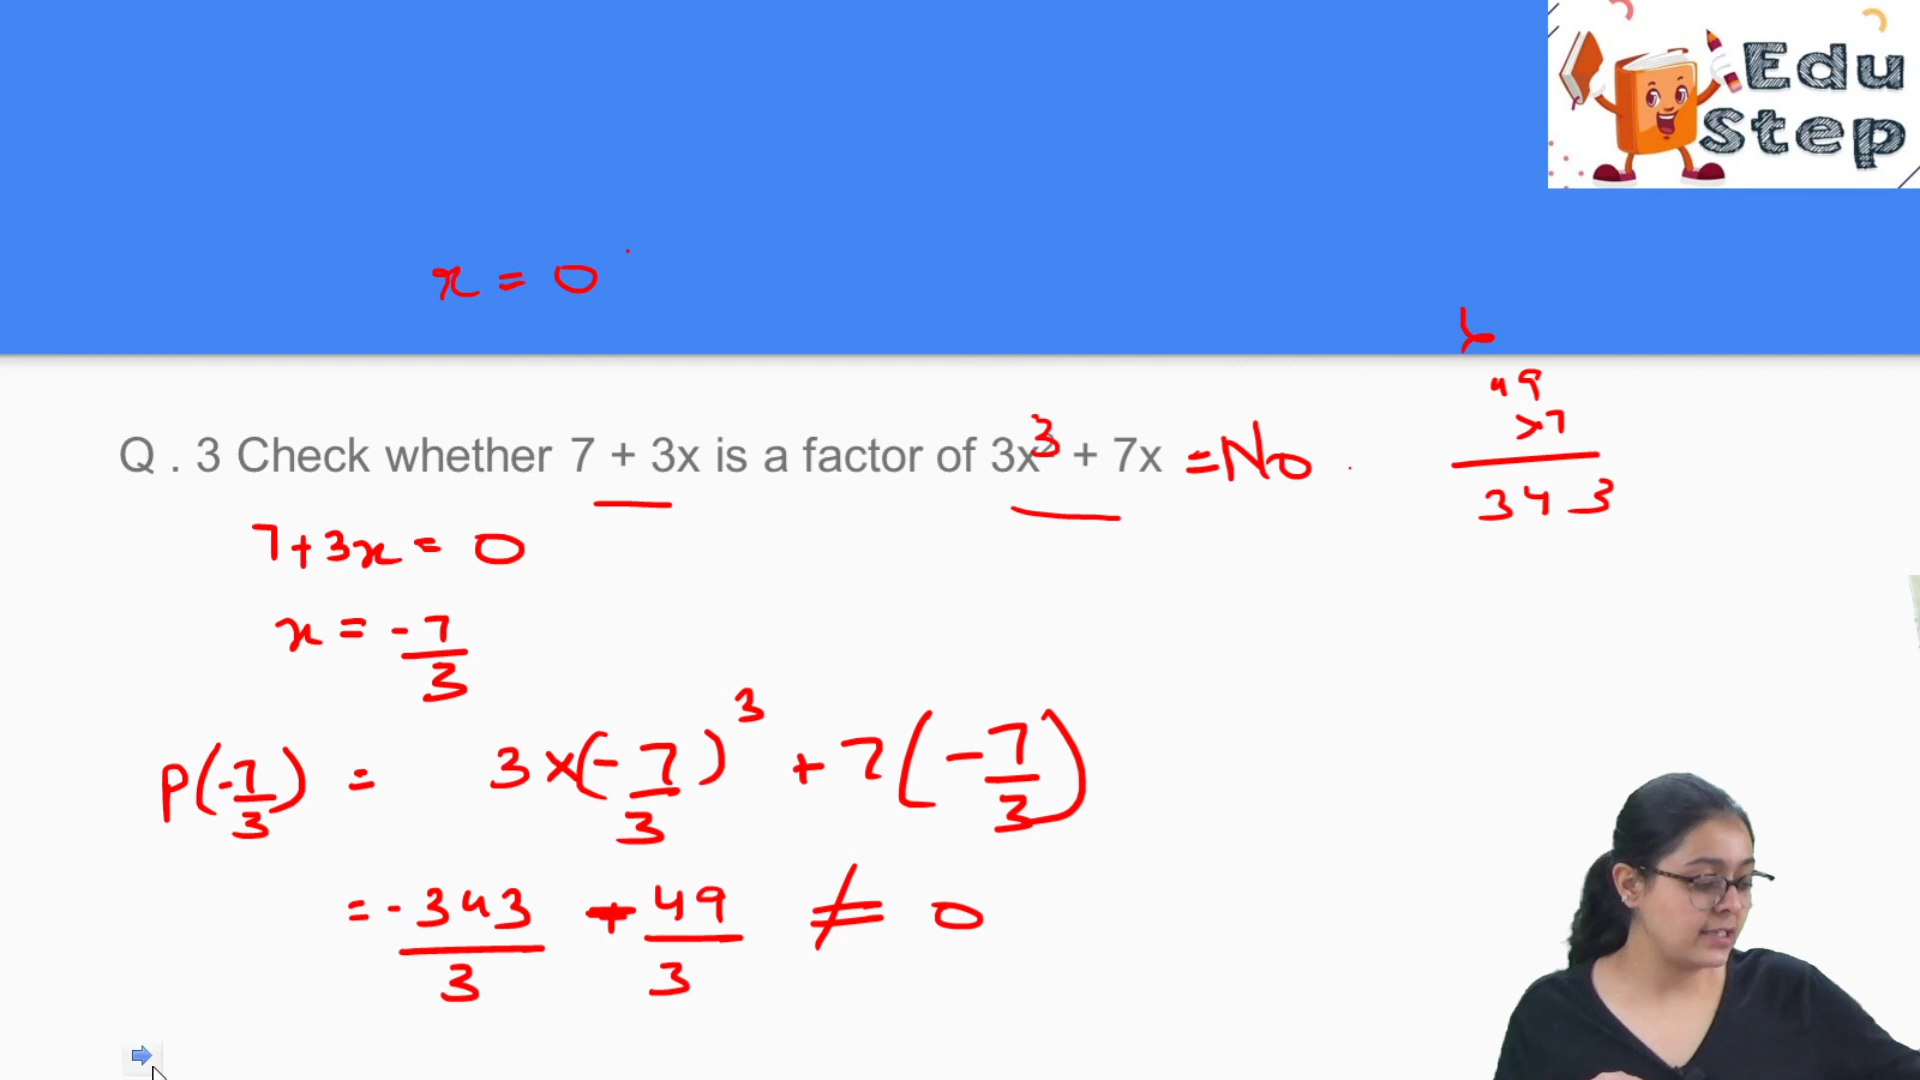 Edu
Step
x = 0
49
×7
343
Q . 3 Check whether 7 + 3x is a factor of 3x³ + 7x = No
7+3x = 0
x = -7/3
P(-7/3) = 3×(-7/3)³ + 7(-7/3)
= -343/3 + 49/3 ≠ 0